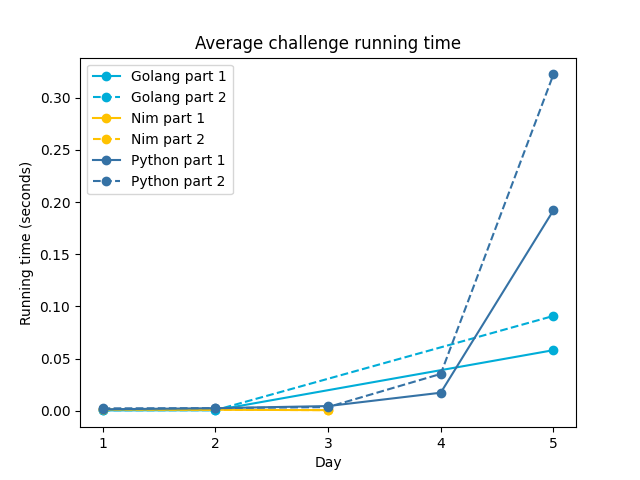 Average challenge running time
Golang part 1
Golang part 2
Nim part 1
Nim part 2
Python part 1
Python part 2
Running time (seconds)
0.30
0.25
0.20
0.15
0.10
0.05
0.00
1 2 3 4 5
Day